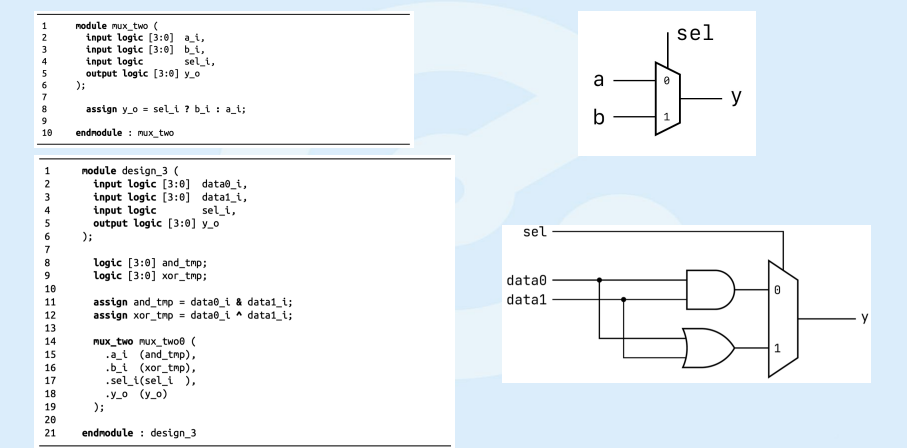 1 module mux_two (
2 input logic [3:0] a_i,
3 input logic [3:0] b_i,
4 input logic sel_i,
5 output logic [3:0] y_o
6 );
7
8 assign y_o = sel_i ? b_i : a_i;
9
10 endmodule : mux_two
sel
a 0
b 1
y
1 module design_3 (
2 input logic [3:0] data0_i,
3 input logic [3:0] data1_i,
4 input logic sel_i,
5 output logic [3:0] y_o
6 );
7
8 logic [3:0] and_tmp;
9 logic [3:0] xor_tmp;
10
11 assign and_tmp = data0_i & data1_i;
12 assign xor_tmp = data0_i ^ data1_i;
13
14 mux_two mux_two0 (
15 .a_i (and_tmp),
16 .b_i (xor_tmp),
17 .sel_i(sel_i ),
18 .y_o (y_o)
19 );
20
21 endmodule : design_3
sel
data0 0
data1
y
1